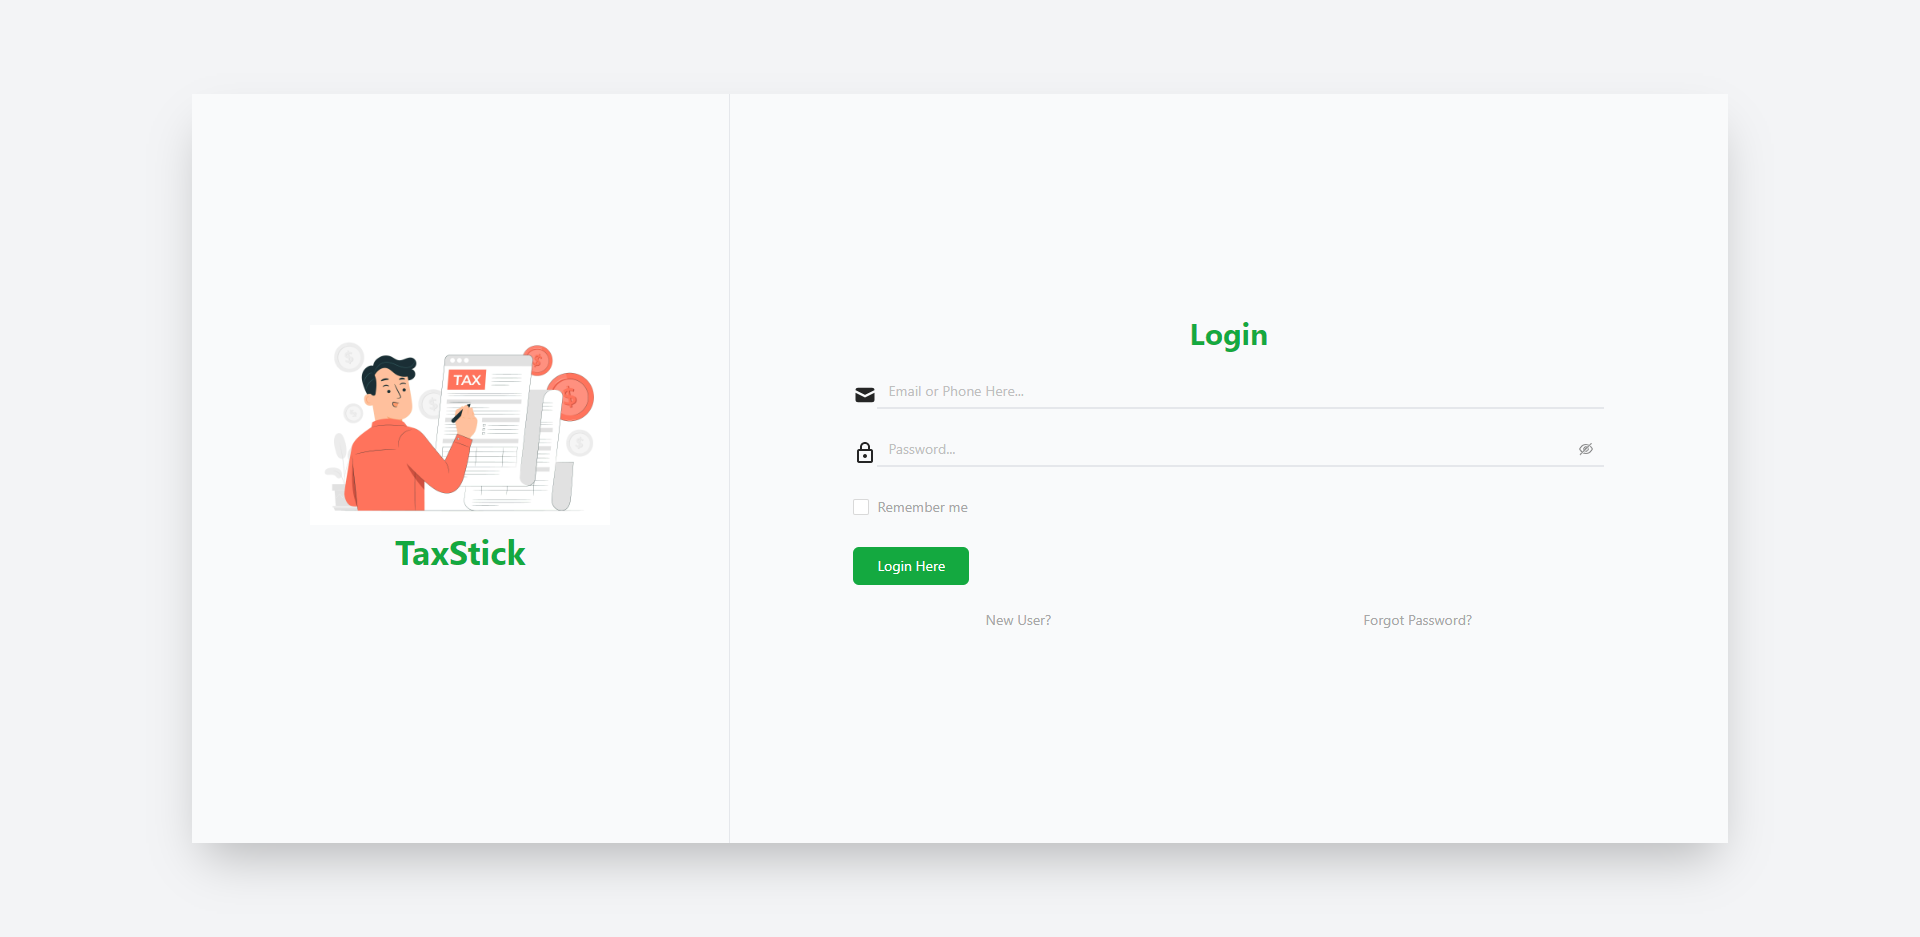 TAX
TaxStick
Login
Email or Phone Here...
Password...
Remember me
Login Here
New User?
Forgot Password?